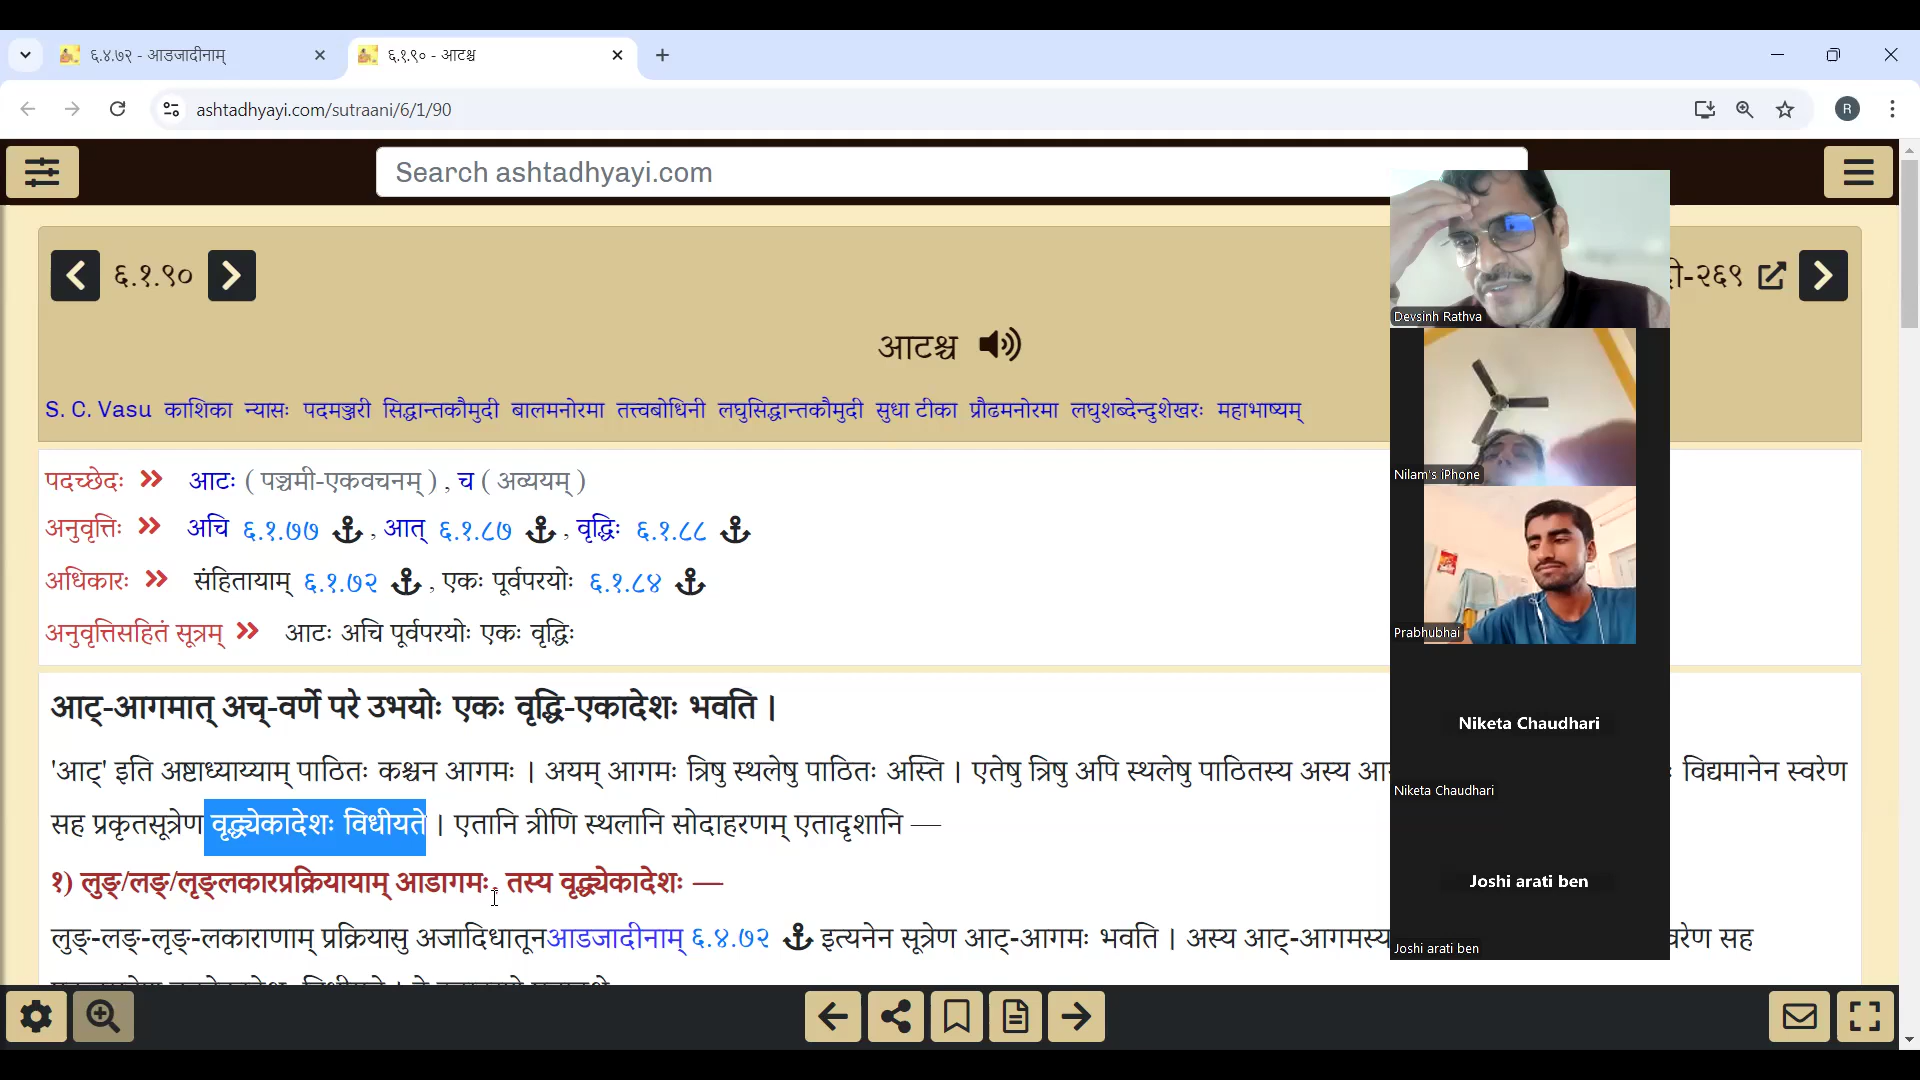 ६.४.७२ - आडजादीनाम्
६.१.९० - आटश्च
ashtadhyayi.com/sutraani/6/1/90
R
Search ashtadhyayi.com
६.१.९०
दी-२६९
आटश्च
S. C. Vasu काशिका न्यासः पदमञ्जरी सिद्धान्तकौमुदी बालमनोरमा तत्त्वबोधिनी लघुसिद्धान्तकौमुदी सुधा टीका प्रौढमनोरमा लघुशब्देन्दुशेखरः महाभाष्यम्
पदच्छेदः आटः ( पञ्चमी-एकवचनम् ) , च ( अव्ययम् )
अनुवृत्तिः अचि ६.१.७७ , आत् ६.१.८७ , वृद्धिः ६.१.८८
अधिकारः संहितायाम् ६.१.७२ , एकः पूर्वपरयोः ६.१.८४
अनुवृत्तिसहितं सूत्रम् आटः अचि पूर्वपरयोः एकः वृद्धिः
आट्-आगमात् अच्-वर्णे परे उभयोः एकः वृद्धि-एकादेशः भवति ।
'आट्' इति अष्टाध्याय्याम् पाठितः कश्चन आगमः । अयम् आगमः त्रिषु स्थलेषु पाठितः अस्ति । एतेषु त्रिषु अपि स्थलेषु पाठितस्य अस्य विद्यमानेन स्वरेण
सह प्रकृतसूत्रेण वृद्ध्येकादेशः विधीयते । एतानि त्रीणि स्थलानि सोदाहरणम् एतादृशानि —
१) लुङ्/लङ्/लृङ्लकारप्रक्रियायाम् आडागमः, तस्य वृद्ध्येकादेशः —
लुङ्-लङ्-लृङ्-लकाराणाम् प्रक्रियासु अजादिधातून आडजादीनाम् ६.४.७२ इत्यनेन सूत्रेण आट्-आगमः भवति । अस्य आट्-आगमस्य स्वरेण सह
Devsinh Rathva
Nilam's iPhone
Prabhubhai
Niketa Chaudhari
Niketa Chaudhari
Joshi arati ben
Joshi arati ben